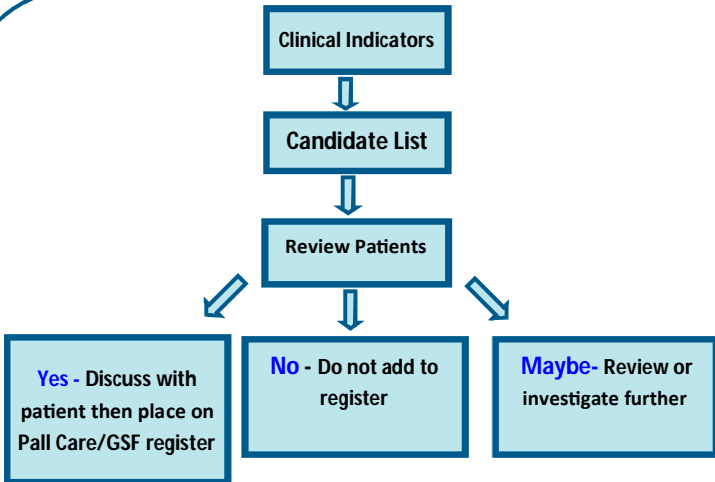 Clinical Indicators
Candidate List
Review Patients
Yes - Discuss with
patient then place on
Pall Care/GSF register
No - Do not add to
register
Maybe- Review or
investigate further